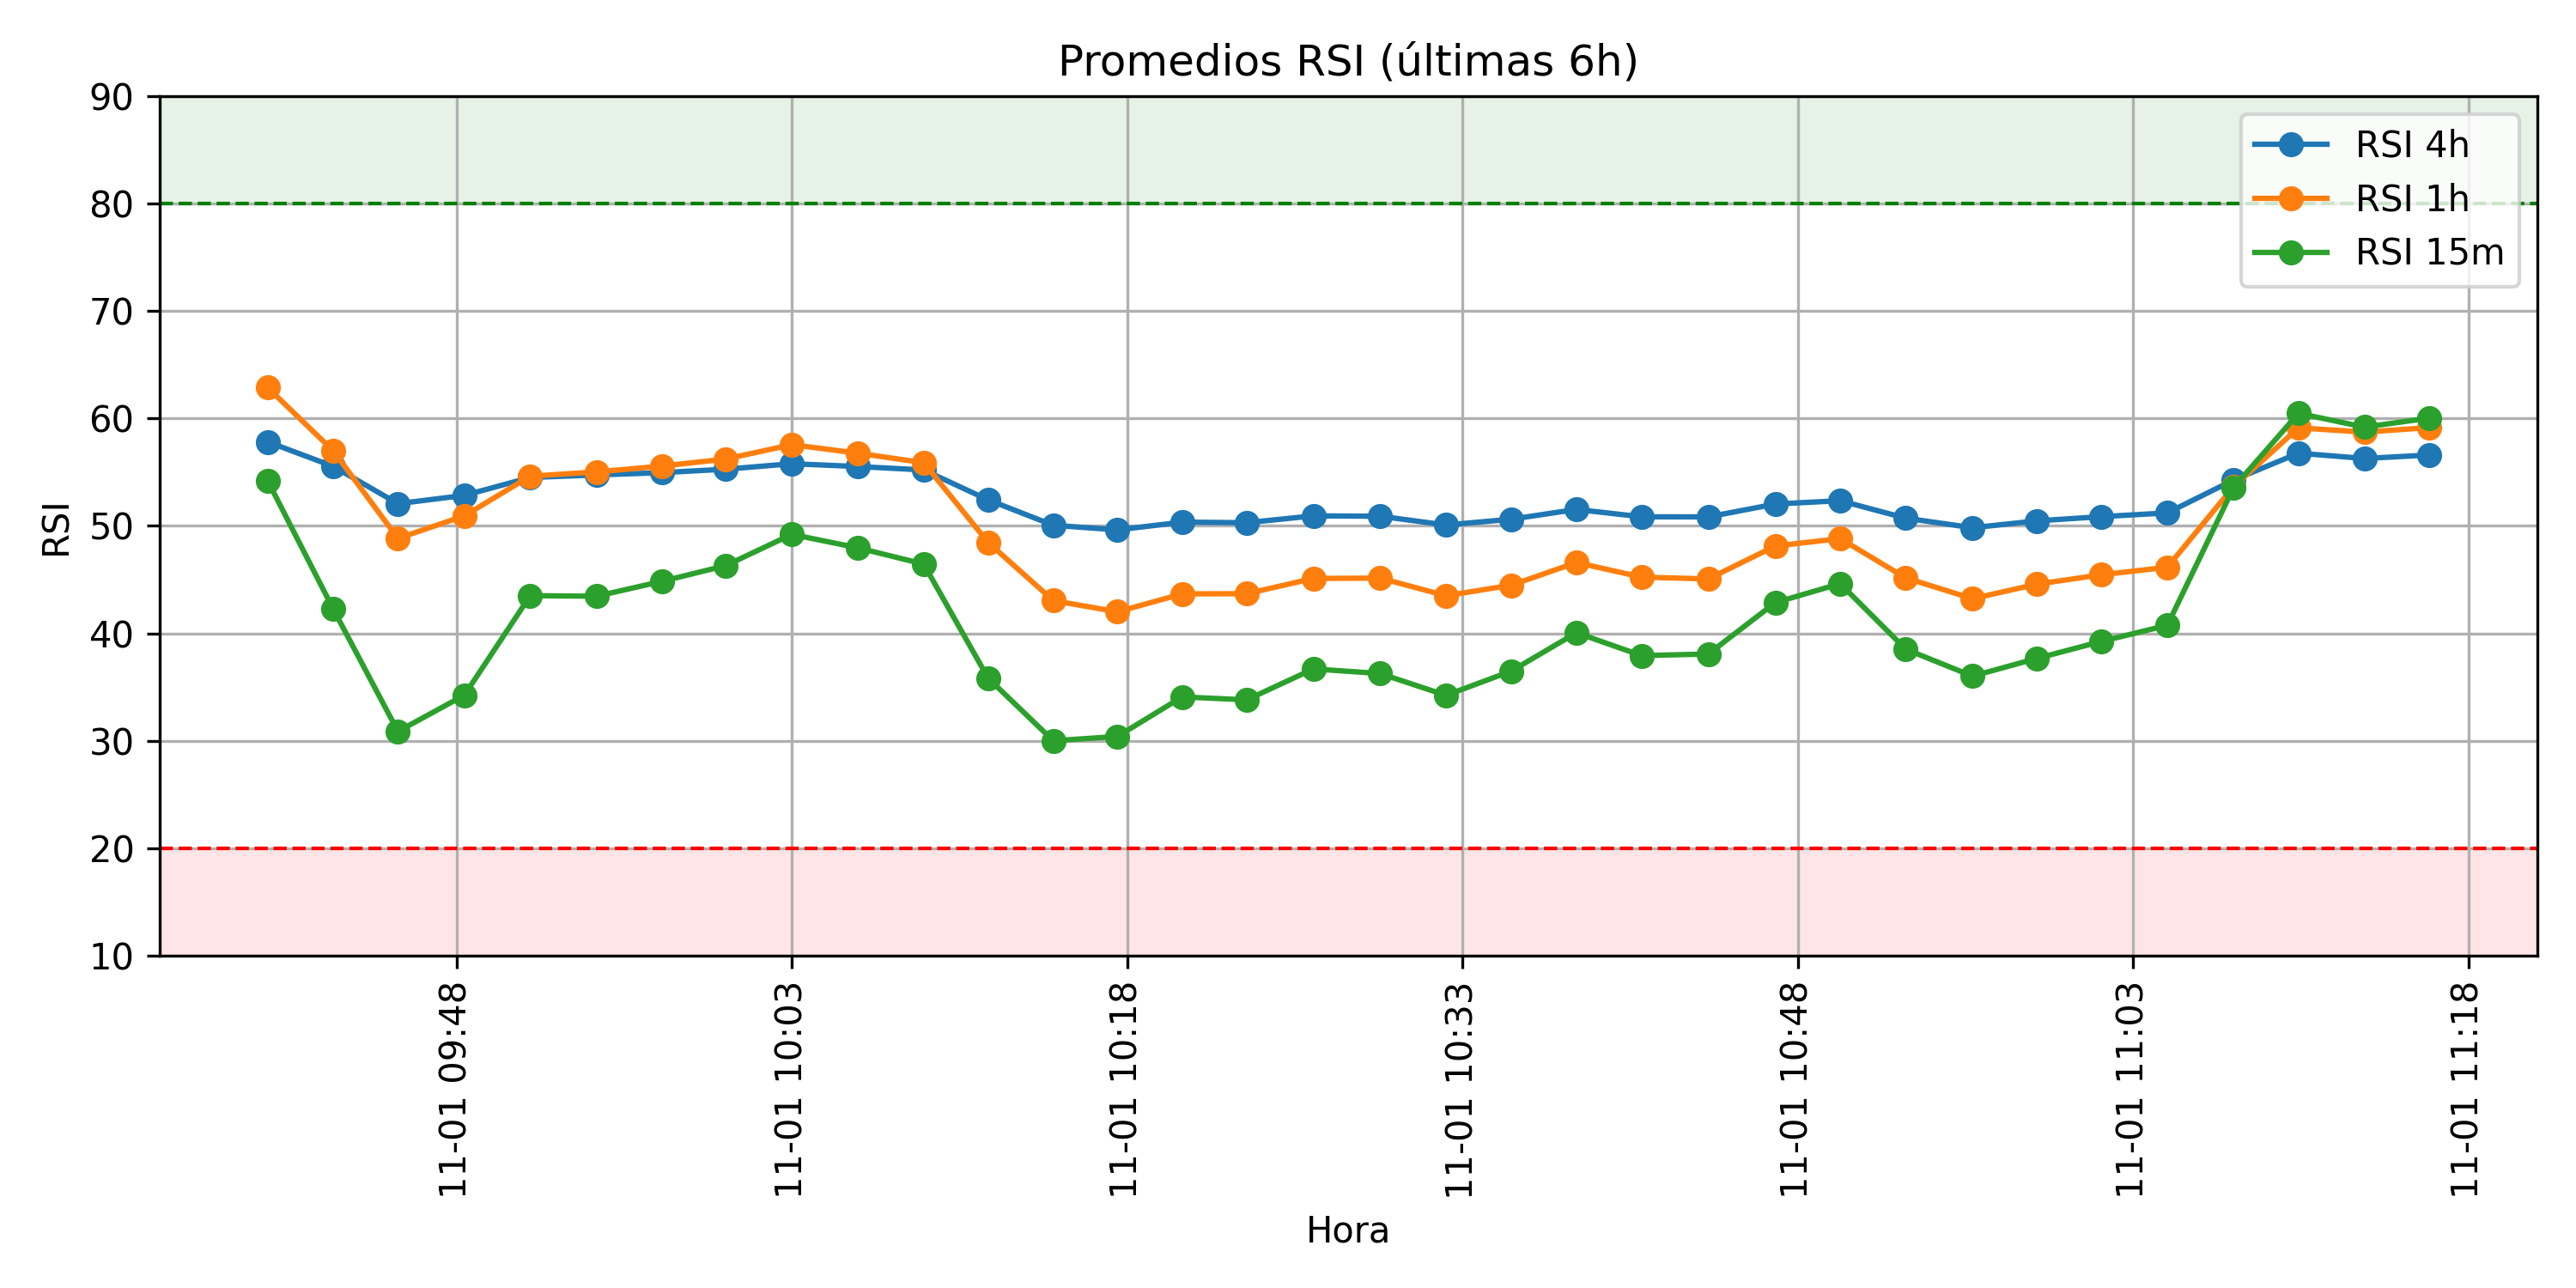 Promedios RSI (últimas 6h)
RSI 4h
RSI 1h
RSI 15m
RSI
90
80
70
60
50
40
30
20
10
11-01 09:48
11-01 10:03
11-01 10:18
11-01 10:33
11-01 10:48
11-01 11:03
11-01 11:18
Hora